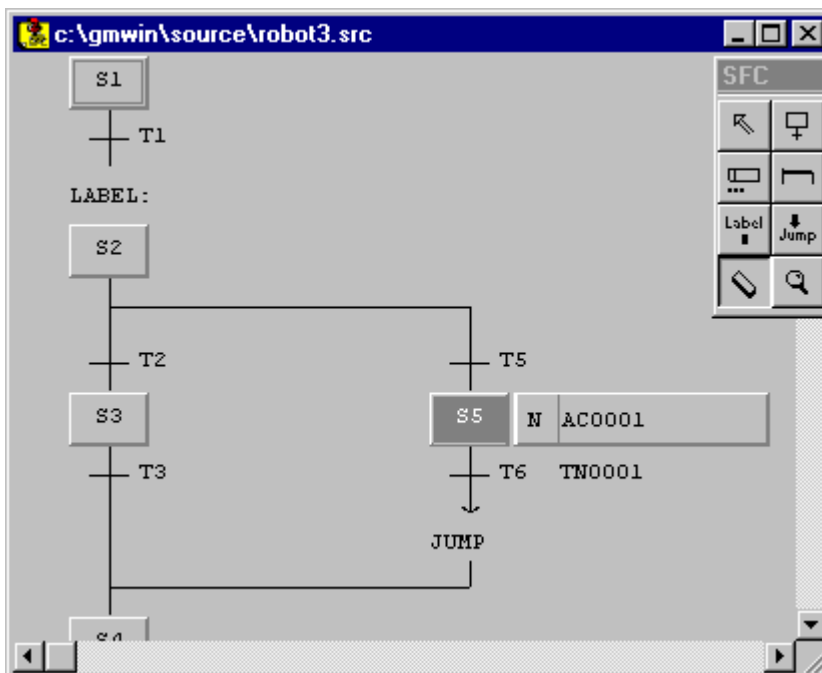 c:\gmwin\source\robot3.src
S1
T1
LABEL:
S2
T2
T5
S3
S5
N AC0001
T3
T6 TN0001
JUMP
S4
SFC
Label
Jump